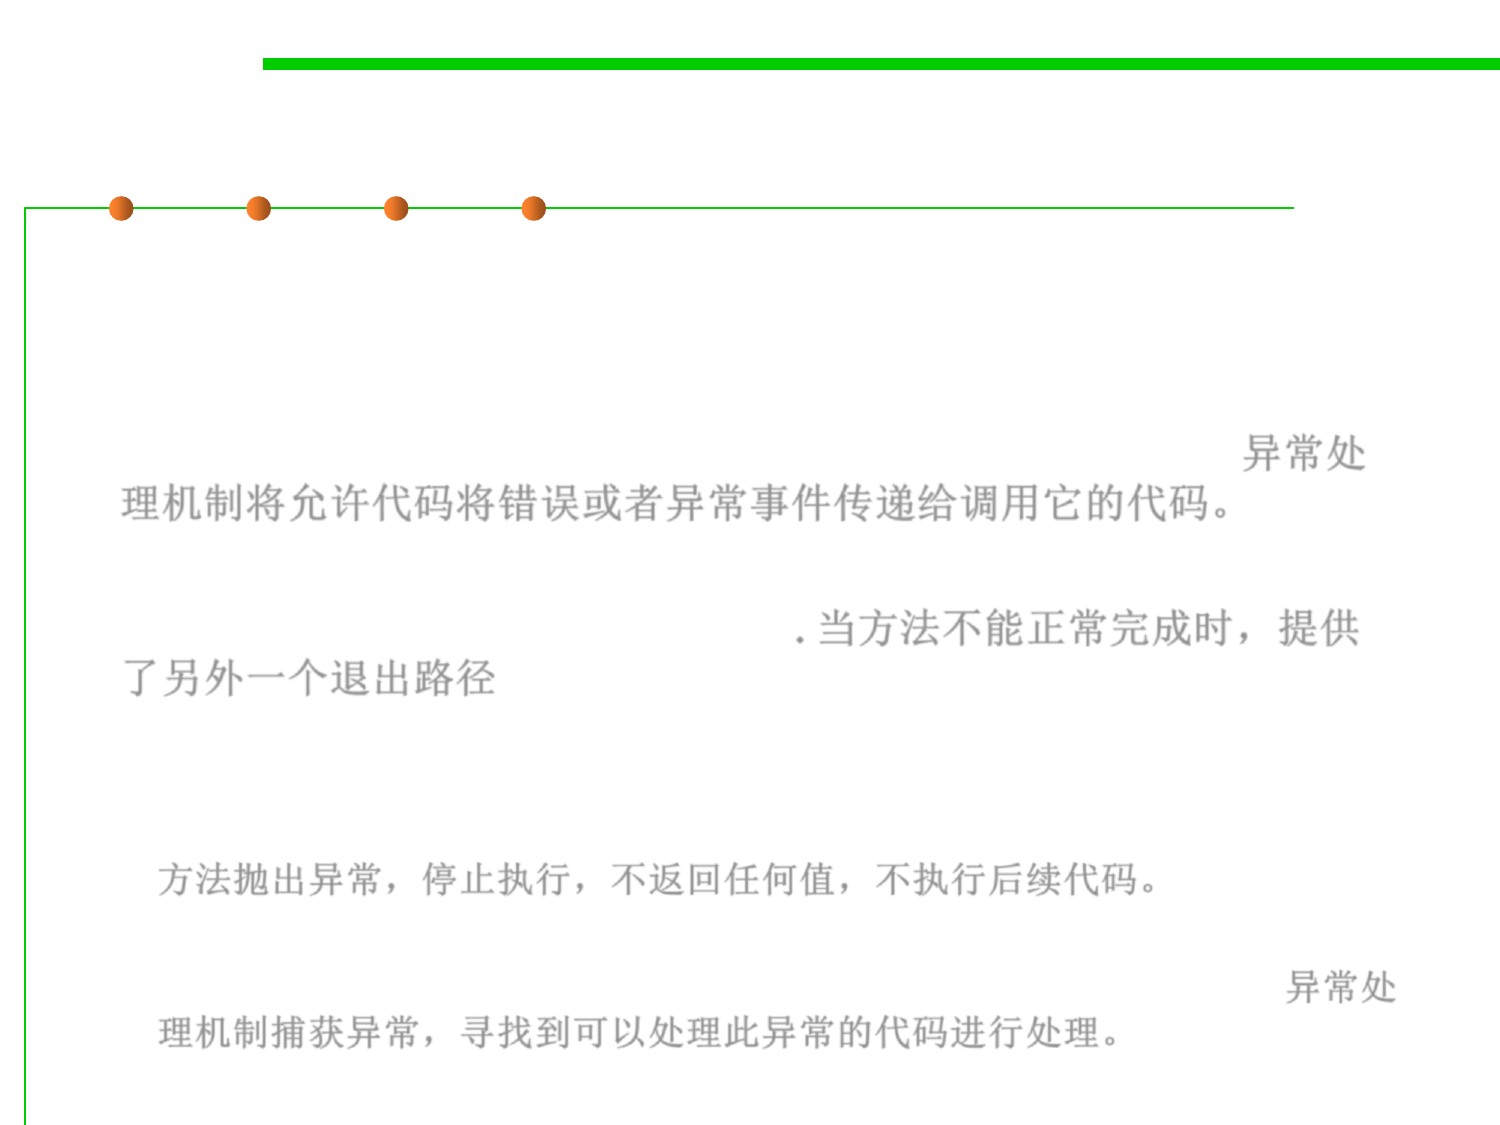 异常处
理机制将允许代码将错误或者异常事件传递给调用它的代码。
. 当方法不能正常完成时，提供
了另外一个退出路径
方法抛出异常，停止执行，不返回任何值，不执行后续代码。
异常处
理机制捕获异常，寻找到可以处理此异常的代码进行处理。